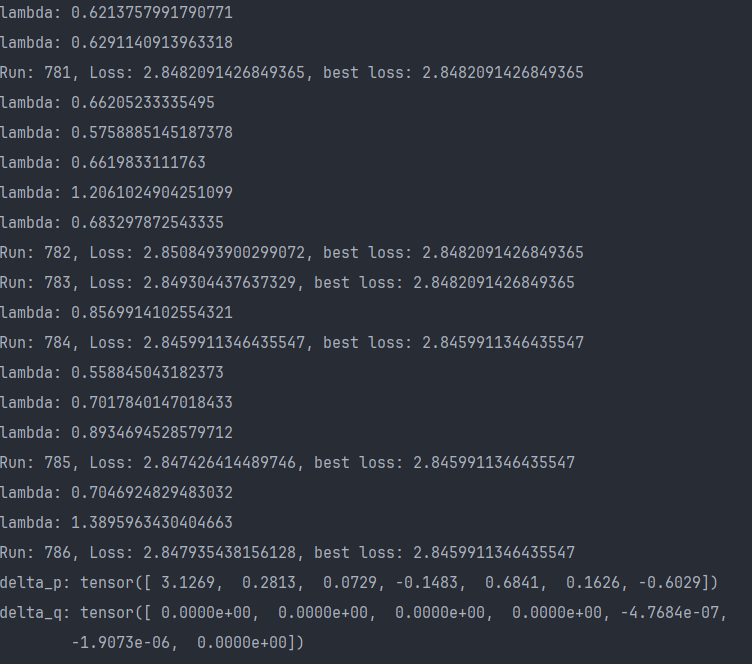 lambda: 0.6213757991790771
lambda: 0.6291140913963318
Run: 781, Loss: 2.8482091426849365, best loss: 2.8482091426849365
lambda: 0.66205233335495
lambda: 0.5758885145187378
lambda: 0.6619833111763
lambda: 1.2061024904251099
lambda: 0.683297872543335
Run: 782, Loss: 2.8508493900299072, best loss: 2.8482091426849365
Run: 783, Loss: 2.849304437637329, best loss: 2.8482091426849365
lambda: 0.8569914102554321
Run: 784, Loss: 2.8459911346435547, best loss: 2.8459911346435547
lambda: 0.558845043182373
lambda: 0.7017840147018433
lambda: 0.8934694528579712
Run: 785, Loss: 2.847426414489746, best loss: 2.8459911346435547
lambda: 0.7046924829483032
lambda: 1.3895963430404663
Run: 786, Loss: 2.847935438156128, best loss: 2.8459911346435547
delta_p: tensor([ 3.1269,  0.2813,  0.0729, -0.1483,  0.6841,  0.1626, -0.6029])
delta_q: tensor([ 0.0000e+00,  0.0000e+00,  0.0000e+00,  0.0000e+00, -4.7684e-07,
        -1.9073e-06,  0.0000e+00])